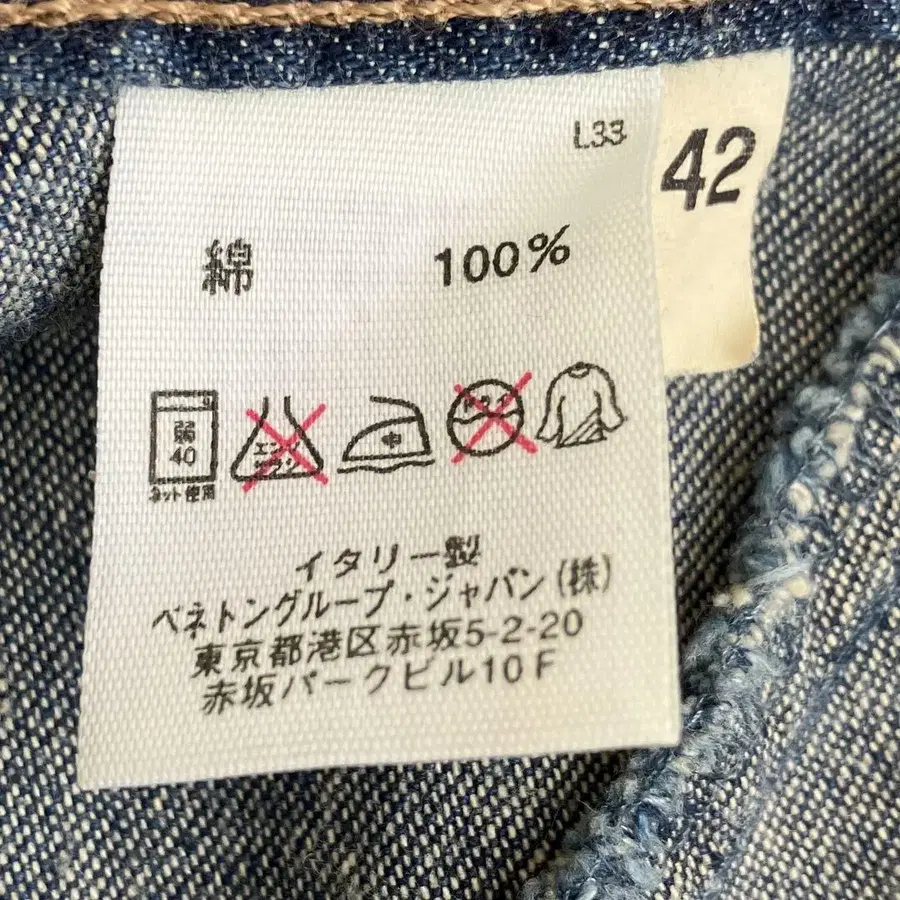 L33
42
綿 100%
弱
40
ネット使用
エンソ
サラシ
中
ドライ
イタリー製
ベネトングループ・ジャパン(株)
東京都港区赤坂5-2-20
赤坂パークビル10F